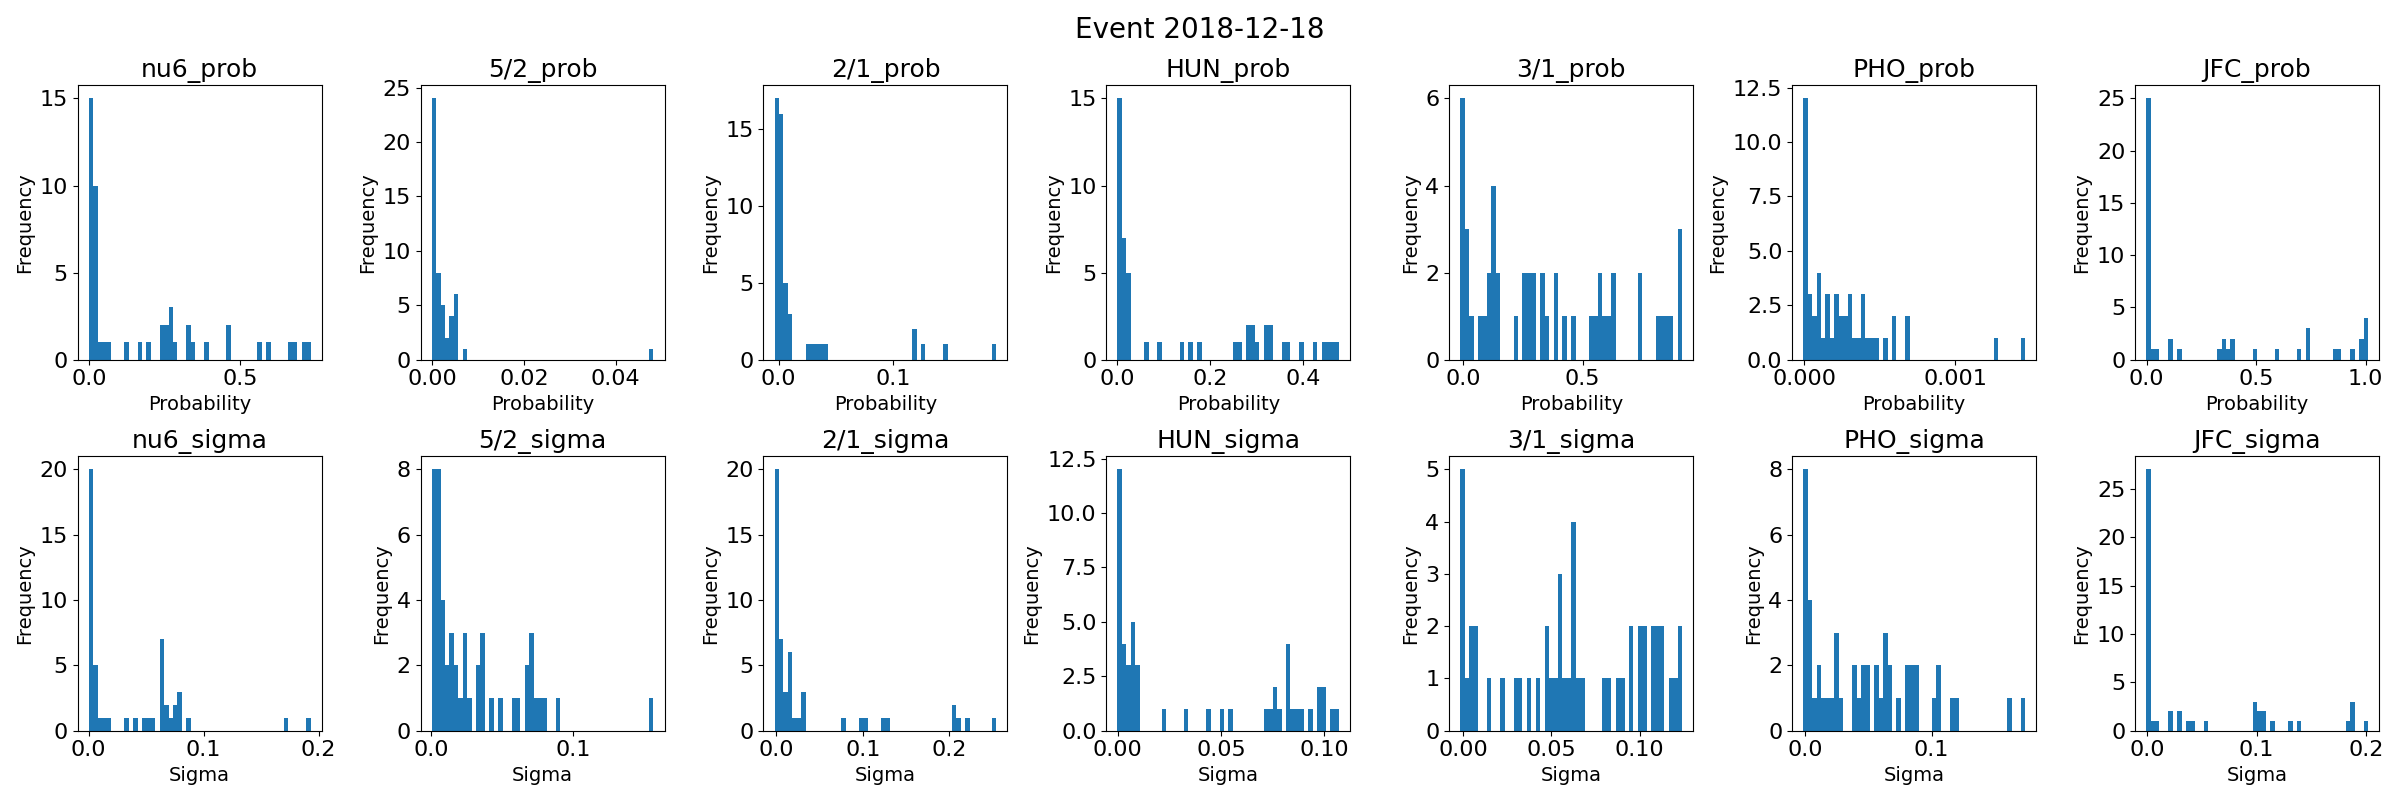 Event 2018-12-18
nu6_prob
5/2_prob
2/1_prob
HUN_prob
3/1_prob
PHO_prob
JFC_prob
Frequency
15
10
5
0
0.0
0.5
Probability
Frequency
25
20
15
10
5
0
0.00
0.02
0.04
Probability
Frequency
15
10
5
0
0.0
0.1
Probability
Frequency
15
10
5
0
0.0
0.2
0.4
Probability
Frequency
6
4
2
0
0.0
0.5
Probability
Frequency
12.5
10.0
7.5
5.0
2.5
0.0
0.000
0.001
Probability
Frequency
25
20
15
10
5
0
0.0
0.5
1.0
Probability
nu6_sigma
5/2_sigma
2/1_sigma
HUN_sigma
3/1_sigma
PHO_sigma
JFC_sigma
Frequency
20
15
10
5
0
0.0
0.1
0.2
Sigma
Frequency
8
6
4
2
0
0.0
0.1
Sigma
Frequency
20
15
10
5
0
0.0
0.1
0.2
Sigma
Frequency
12.5
10.0
7.5
5.0
2.5
0.0
0.00
0.05
0.10
Sigma
Frequency
5
4
3
2
1
0
0.00
0.05
0.10
Sigma
Frequency
8
6
4
2
0
0.0
0.1
Sigma
Frequency
25
20
15
10
5
0
0.0
0.1
0.2
Sigma